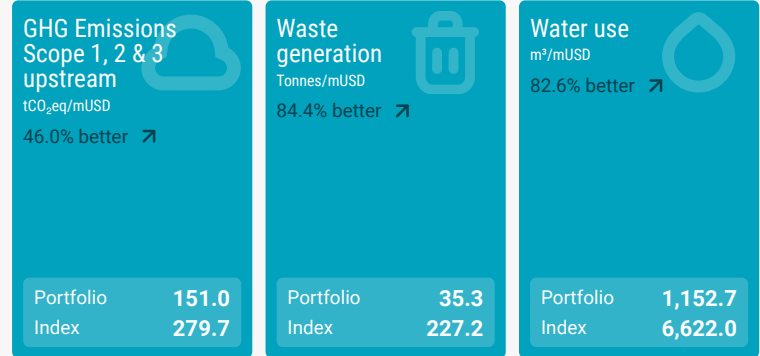 GHG Emissions
Scope 1, 2 & 3
upstream
tCO₂eq/mUSD
46.0% better
Portfolio 151.0
Index 279.7
Waste
generation
Tonnes/mUSD
84.4% better
Portfolio 35.3
Index 227.2
Water use
m³/mUSD
82.6% better
Portfolio 1,152.7
Index 6,622.0